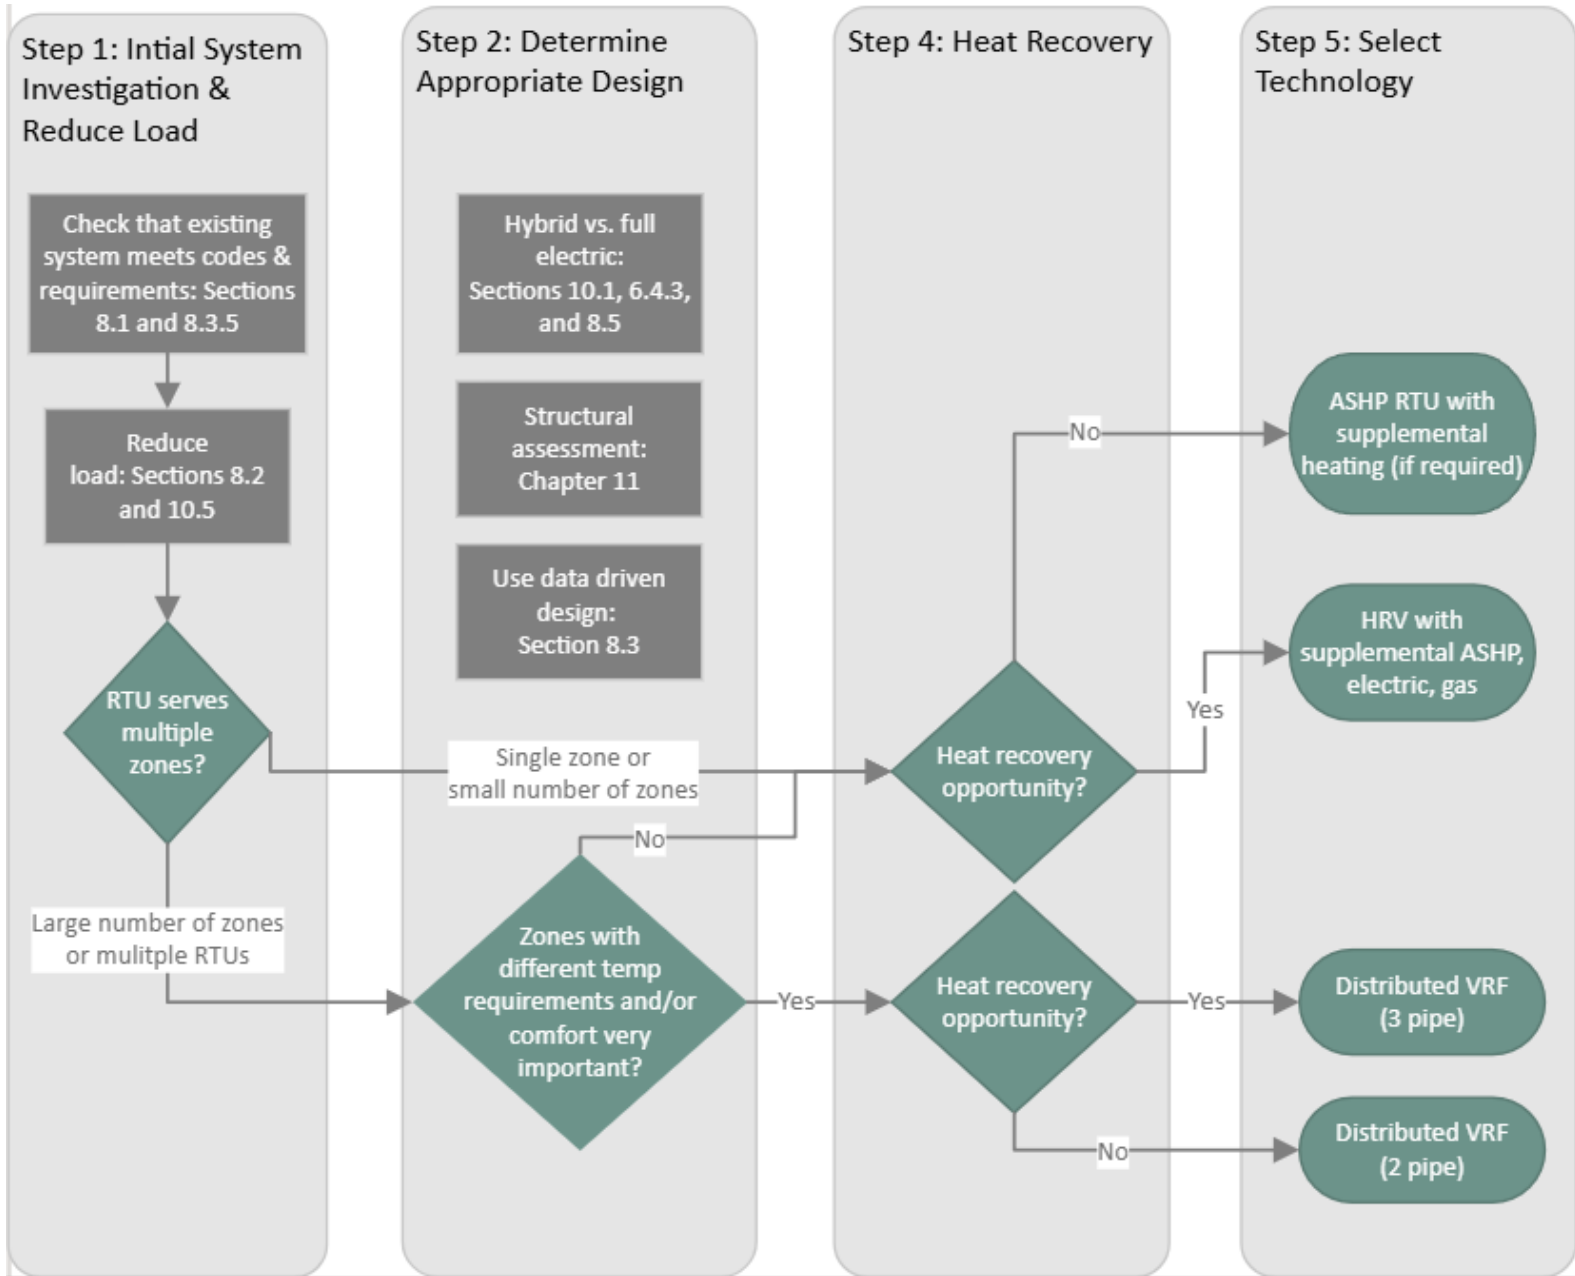 Step 1: Intial System
Investigation &
Reduce Load
Check that existing
system meets codes &
requirements: Sections
8.1 and 8.3.5
Reduce
load: Sections 8.2
and 10.5
RTU serves
multiple
zones?
Large number of zones
or mulitple RTUs
Step 2: Determine
Appropriate Design
Hybrid vs. full
electric:
Sections 10.1, 6.4.3,
and 8.5
Structural
assessment:
Chapter 11
Use data driven
design:
Section 8.3
Single zone or
small number of zones
No
Zones with
different temp
requirements and/or
comfort very
important?
Yes
Step 4: Heat Recovery
No
Heat recovery
opportunity?
Yes
Heat recovery
opportunity?
Yes
No
Step 5: Select
Technology
ASHP RTU with
supplemental
heating (if required)
HRV with
supplemental ASHP,
electric, gas
Distributed VRF
(3 pipe)
Distributed VRF
(2 pipe)